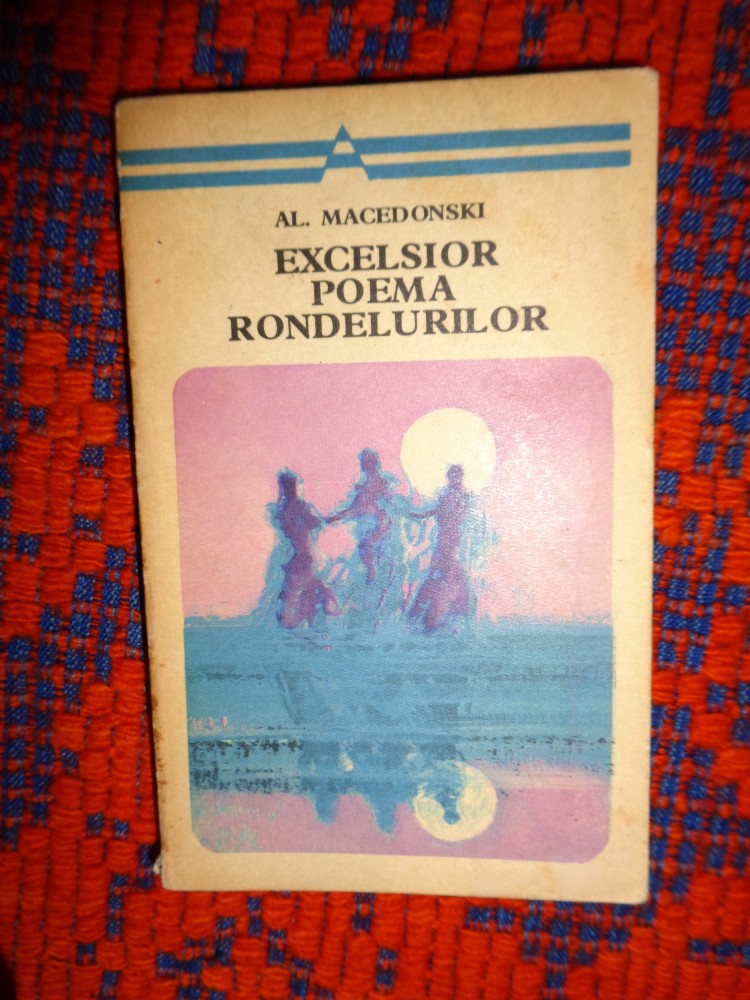 A
AL. MACEDONSKI
EXCELSIOR
POEMA
RONDELURILOR